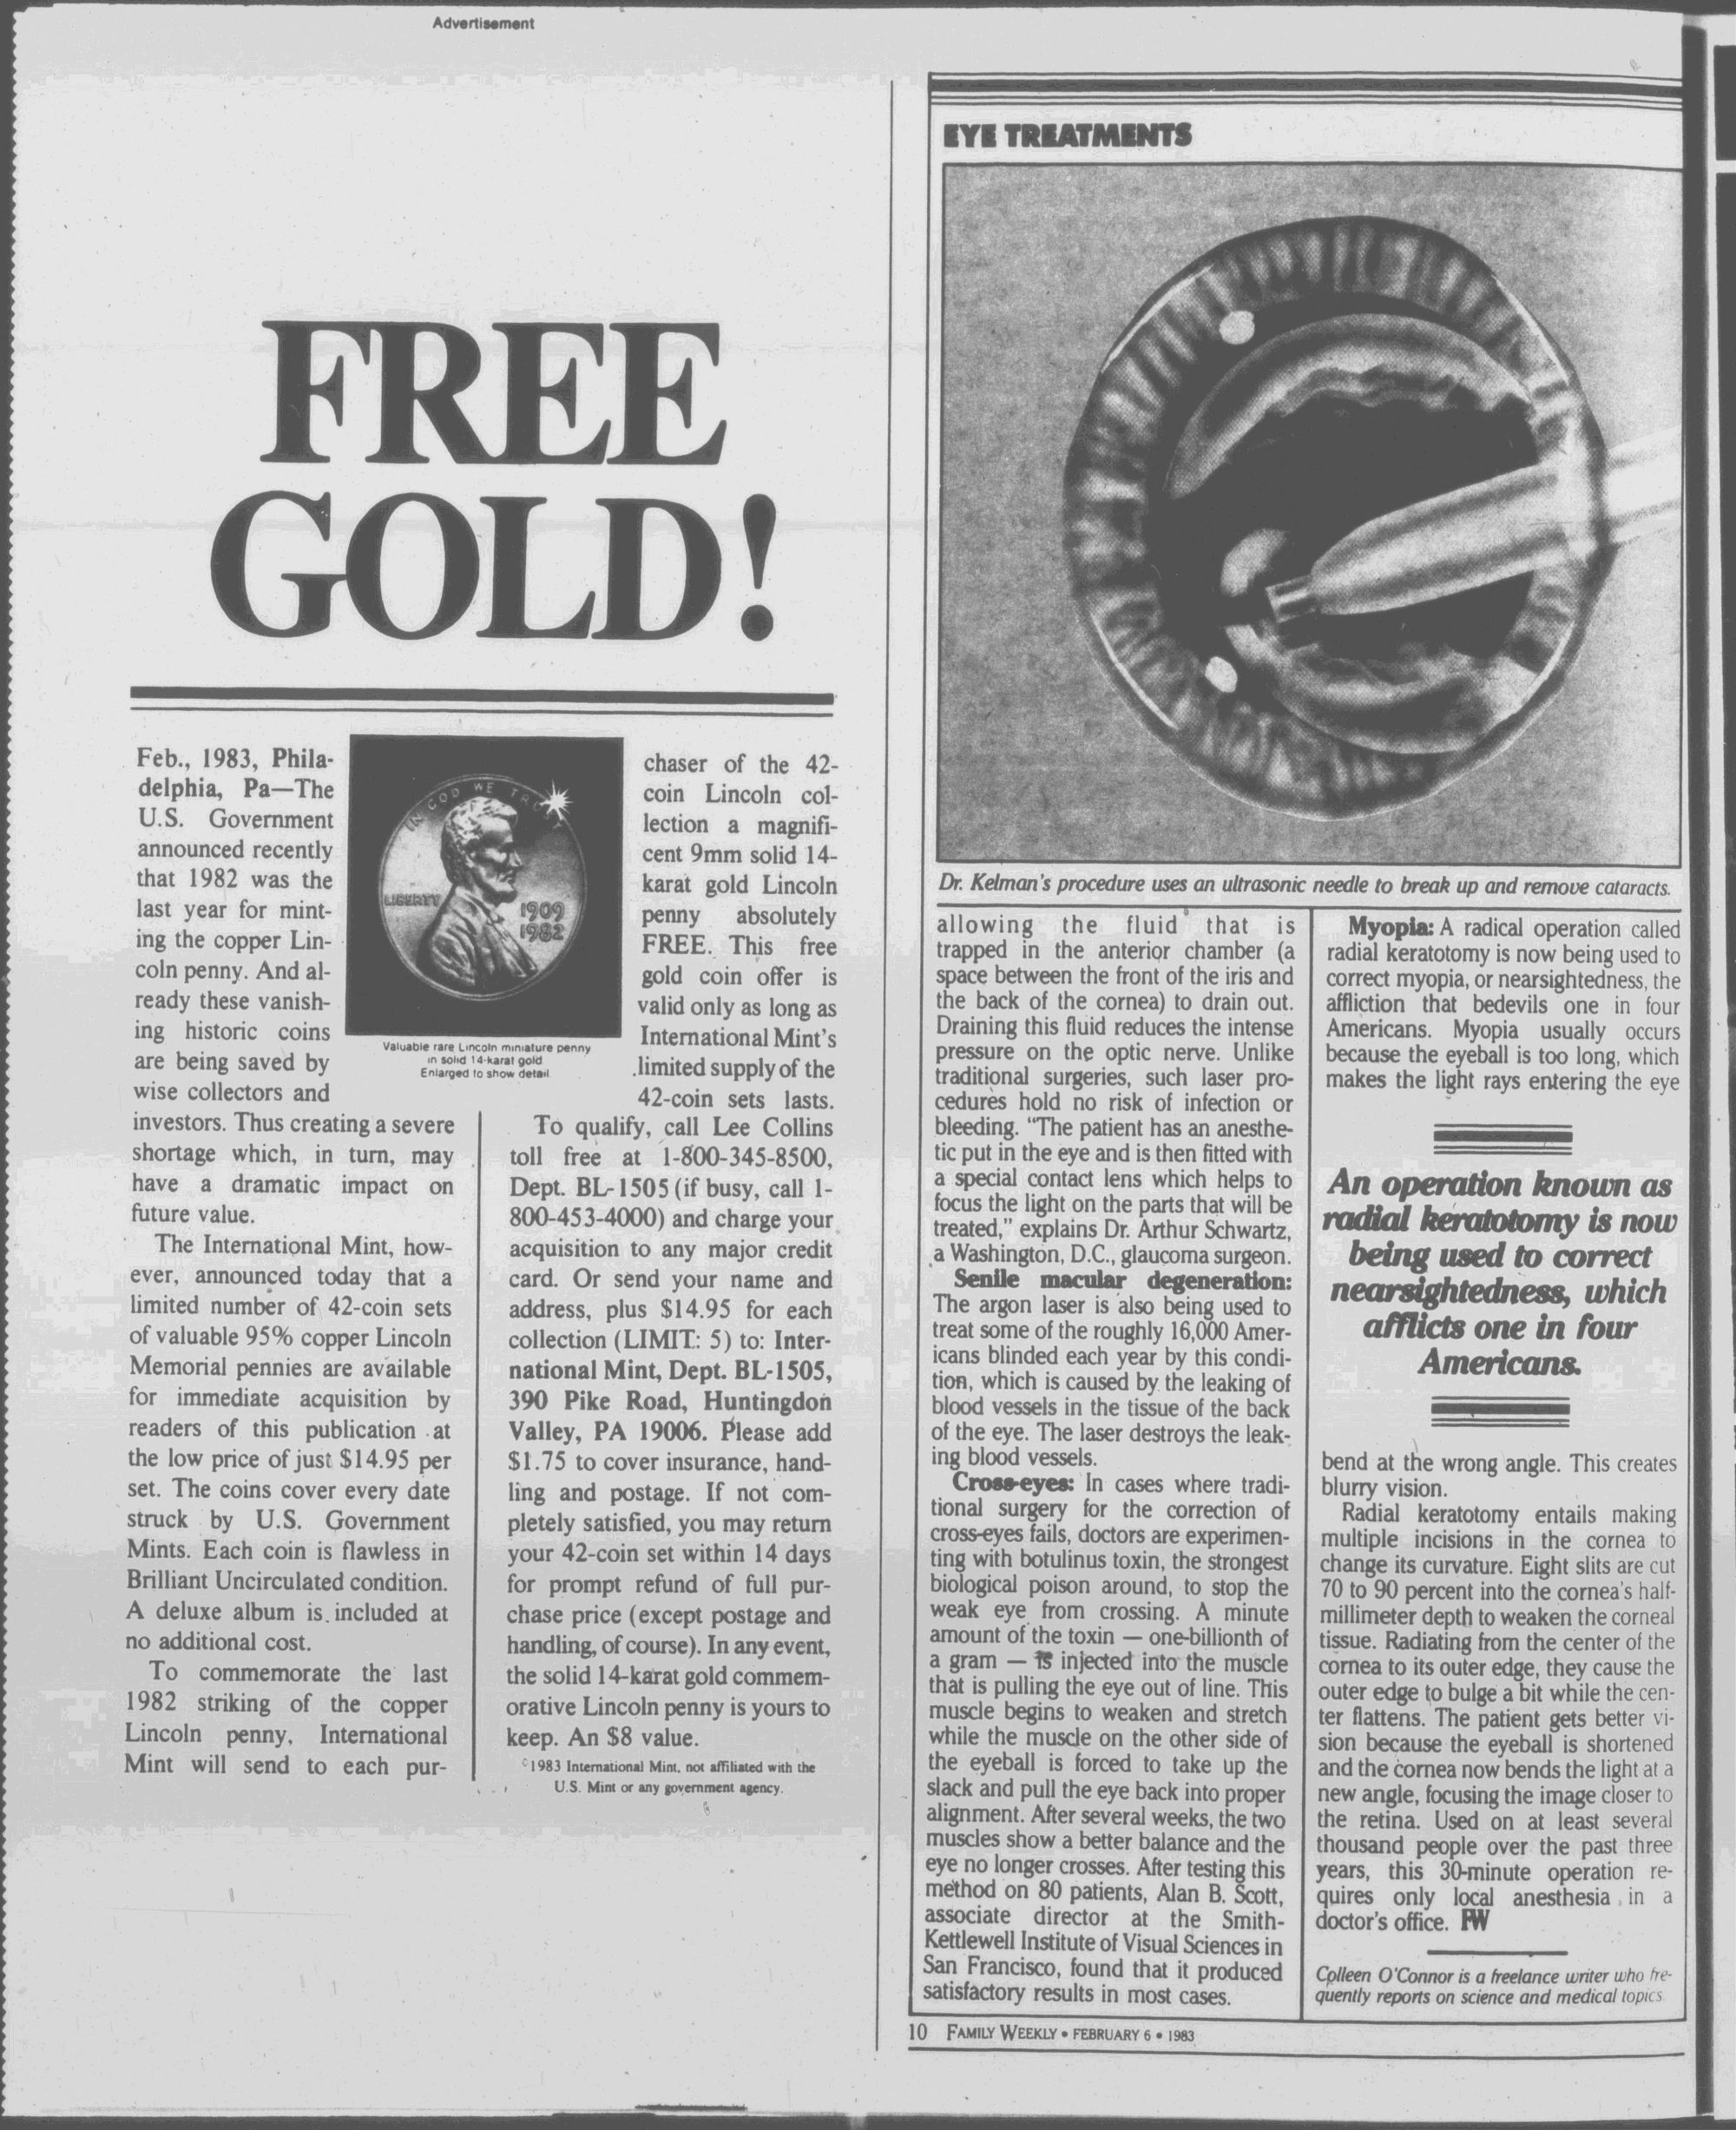 Advertisement
FREE
GOLD!
Feb., 1983, Phila-
delphia, Pa—The
U.S. Government
announced recently
that 1982 was the
last year for mint-
ing the copper Lin-
coln penny. And al-
ready these vanish-
ing historic coins
are being saved by
wise collectors and
investors. Thus creating a severe
shortage which, in turn, may
have a dramatic impact on
future value.
The International Mint, how-
ever, announced today that a
limited number of 42-coin sets
of valuable 95% copper Lincoln
Memorial pennies are available
for immediate acquisition by
readers of this publication at
the low price of just $14.95 per
set. The coins cover every date
struck by U.S. Government
Mints. Each coin is flawless in
Brilliant Uncirculated condition.
A deluxe album is included at
no additional cost.
To commemorate the last
1982 striking of the copper
Lincoln penny, International
Mint will send to each pur-
IN GOD WE TRUST
LIBERTY
1909
1982
Valuable rare Lincoln miniature penny
in solid 14-karat gold
Enlarged to show detail
chaser of the 42-
coin Lincoln col-
lection a magnifi-
cent 9mm solid 14-
karat gold Lincoln
penny absolutely
FREE. This free
gold coin offer is
valid only as long as
International Mint's
limited supply of the
42-coin sets lasts.
To qualify, call Lee Collins
toll free at 1-800-345-8500,
Dept. BL-1505 (if busy, call 1-
800-453-4000) and charge your
acquisition to any major credit
card. Or send your name and
address, plus $14.95 for each
collection (LIMIT: 5) to: Inter-
national Mint, Dept. BL-1505,
390 Pike Road, Huntingdon
Valley, PA 19006. Please add
$1.75 to cover insurance, hand-
ling and postage. If not com-
pletely satisfied, you may return
your 42-coin set within 14 days
for prompt refund of full pur-
chase price (except postage and
handling, of course). In any event,
the solid 14-karat gold commem-
orative Lincoln penny is yours to
keep. An $8 value.
©1983 International Mint, not affiliated with the
U.S. Mint or any government agency.
EYE TREATMENTS
Dr. Kelman's procedure uses an ultrasonic needle to break up and remove cataracts.
allowing the fluid that is
trapped in the anterior chamber (a
space between the front of the iris and
the back of the cornea) to drain out.
Draining this fluid reduces the intense
pressure on the optic nerve. Unlike
traditional surgeries, such laser pro-
cedures hold no risk of infection or
bleeding. "The patient has an anesthe-
tic put in the eye and is then fitted with
a special contact lens which helps to
focus the light on the parts that will be
treated," explains Dr. Arthur Schwartz,
a Washington, D.C., glaucoma surgeon.
Senile macular degeneration:
The argon laser is also being used to
treat some of the roughly 16,000 Amer-
icans blinded each year by this condi-
tion, which is caused by the leaking of
blood vessels in the tissue of the back
of the eye. The laser destroys the leak-
ing blood vessels.
Cross-eyes: In cases where tradi-
tional surgery for the correction of
cross-eyes fails, doctors are experimen-
ting with botulinus toxin, the strongest
biological poison around, to stop the
weak eye from crossing. A minute
amount of the toxin — one-billionth of
a gram — is injected into the muscle
that is pulling the eye out of line. This
muscle begins to weaken and stretch
while the muscle on the other side of
the eyeball is forced to take up the
slack and pull the eye back into proper
alignment. After several weeks, the two
muscles show a better balance and the
eye no longer crosses. After testing this
method on 80 patients, Alan B. Scott,
associate director at the Smith-
Kettlewell Institute of Visual Sciences in
San Francisco, found that it produced
satisfactory results in most cases.
Myopia: A radical operation called
radial keratotomy is now being used to
correct myopia, or nearsightedness, the
affliction that bedevils one in four
Americans. Myopia usually occurs
because the eyeball is too long, which
makes the light rays entering the eye
An operation known as
radial keratotomy is now
being used to correct
nearsightedness, which
afflicts one in four
Americans.
bend at the wrong angle. This creates
blurry vision.
Radial keratotomy entails making
multiple incisions in the cornea to
change its curvature. Eight slits are cut
70 to 90 percent into the cornea's half-
millimeter depth to weaken the corneal
tissue. Radiating from the center of the
cornea to its outer edge, they cause the
outer edge to bulge a bit while the cen-
ter flattens. The patient gets better vi-
sion because the eyeball is shortened
and the cornea now bends the light at a
new angle, focusing the image closer to
the retina. Used on at least several
thousand people over the past three
years, this 30-minute operation re-
quires only local anesthesia in a
doctor's office. FW
Colleen O'Connor is a freelance writer who fre-
quently reports on science and medical topics.
10 FAMILY WEEKLY • FEBRUARY 6 • 1983